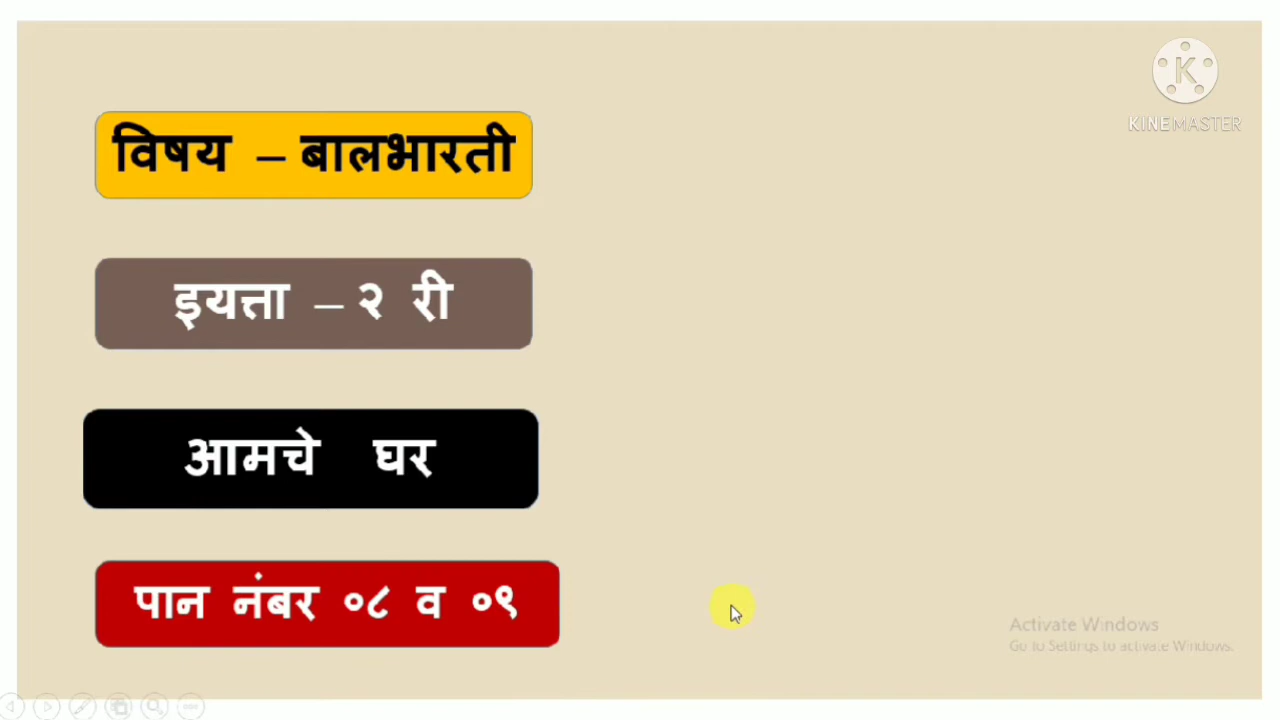 विषय – बालभारती
इयत्ता – २ री
आमचे घर
पान नंबर ०८ व ०९
K
KINEMASTER
Activate Windows
Go to Settings to activate Windows.